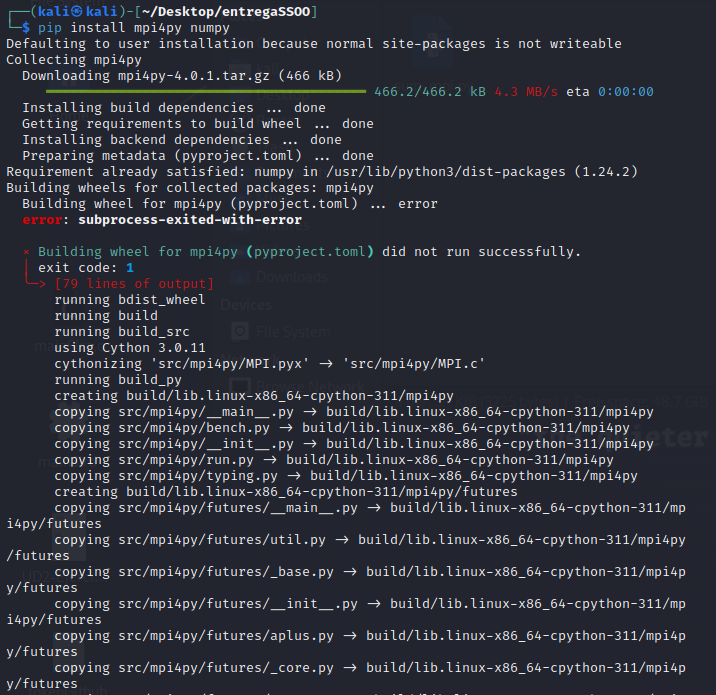 ┌──(kali㉿kali)-[~/Desktop/entregaSSOO]
└─$ pip install mpi4py numpy
Defaulting to user installation because normal site-packages is not writeable
Collecting mpi4py
  Downloading mpi4py-4.0.1.tar.gz (466 kB)
     ━━━━━━━━━━━━━━━━━━━━━━━━━━━━━━━━━━━━━━━━ 466.2/466.2 kB 4.3 MB/s eta 0:00:00
  Installing build dependencies ... done
  Getting requirements to build wheel ... done
  Installing backend dependencies ... done
  Preparing metadata (pyproject.toml) ... done
Requirement already satisfied: numpy in /usr/lib/python3/dist-packages (1.24.2)
Building wheels for collected packages: mpi4py
  Building wheel for mpi4py (pyproject.toml) ... error
  error: subprocess-exited-with-error

  × Building wheel for mpi4py (pyproject.toml) did not run successfully.
  │ exit code: 1
  ╰─> [79 lines of output]
      running bdist_wheel
      running build
      running build_src
      using Cython 3.0.11
      cythonizing 'src/mpi4py/MPI.pyx' -> 'src/mpi4py/MPI.c'
      running build_py
      creating build/lib.linux-x86_64-cpython-311/mpi4py
      copying src/mpi4py/__main__.py -> build/lib.linux-x86_64-cpython-311/mpi4py
      copying src/mpi4py/bench.py -> build/lib.linux-x86_64-cpython-311/mpi4py
      copying src/mpi4py/__init__.py -> build/lib.linux-x86_64-cpython-311/mpi4py
      copying src/mpi4py/run.py -> build/lib.linux-x86_64-cpython-311/mpi4py
      copying src/mpi4py/typing.py -> build/lib.linux-x86_64-cpython-311/mpi4py
      creating build/lib.linux-x86_64-cpython-311/mpi4py/futures
      copying src/mpi4py/futures/__main__.py -> build/lib.linux-x86_64-cpython-311/mp
i4py/futures
      copying src/mpi4py/futures/util.py -> build/lib.linux-x86_64-cpython-311/mpi4py
/futures
      copying src/mpi4py/futures/_base.py -> build/lib.linux-x86_64-cpython-311/mpi4p
y/futures
      copying src/mpi4py/futures/__init__.py -> build/lib.linux-x86_64-cpython-311/mp
i4py/futures
      copying src/mpi4py/futures/aplus.py -> build/lib.linux-x86_64-cpython-311/mpi4p
y/futures
      copying src/mpi4py/futures/_core.py -> build/lib.linux-x86_64-cpython-311/mpi4p
y/futures
Downloads
Devices
File System
Browse Network